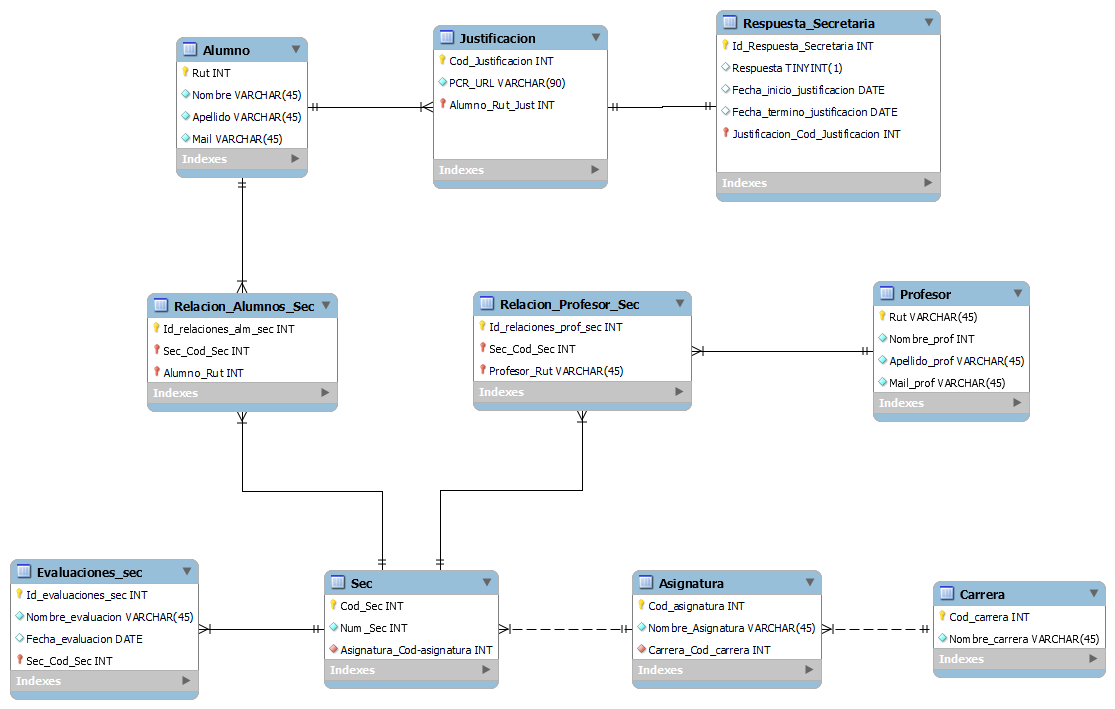 Alumno
Rut INT
Nombre VARCHAR(45)
Apellido VARCHAR(45)
Mail VARCHAR(45)
Indexes
Justificacion
Cod_Justificacion INT
PCR_URL VARCHAR(90)
Alumno_Rut_Just INT
Indexes
Respuesta_Secretaria
Id_Respuesta_Secretaria INT
Respuesta TINYINT(1)
Fecha_inicio_justificacion DATE
Fecha_termino_justificacion DATE
Justificacion_Cod_Justificacion INT
Indexes
Relacion_Alumnos_Sec
Id_relaciones_alm_sec INT
Sec_Cod_Sec INT
Alumno_Rut INT
Indexes
Relacion_Profesor_Sec
Id_relaciones_prof_sec INT
Sec_Cod_Sec INT
Profesor_Rut VARCHAR(45)
Indexes
Profesor
Rut VARCHAR(45)
Nombre_prof INT
Apellido_prof VARCHAR(45)
Mail_prof VARCHAR(45)
Indexes
Evaluaciones_sec
Id_evaluaciones_sec INT
Nombre_evaluacion VARCHAR(45)
Fecha_evaluacion DATE
Sec_Cod_Sec INT
Indexes
Sec
Cod_Sec INT
Num_Sec INT
Asignatura_Cod-asignatura INT
Indexes
Asignatura
Cod_asignatura INT
Nombre_Asignatura VARCHAR(45)
Carrera_Cod_carrera INT
Indexes
Carrera
Cod_carrera INT
Nombre_carrera VARCHAR(45)
Indexes